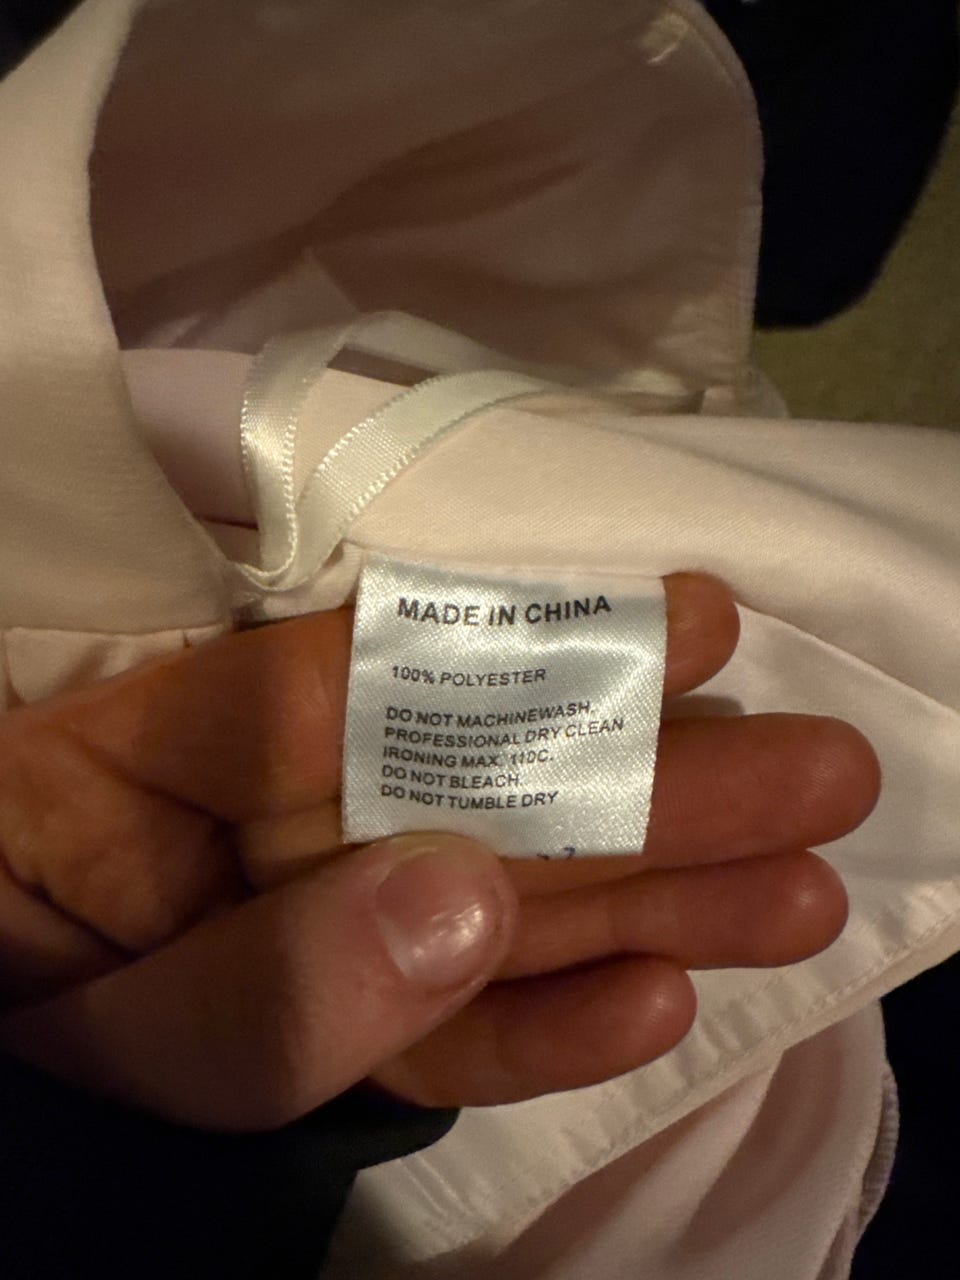 MADE IN CHINA
100% POLYESTER
DO NOT MACHINEWASH.
PROFESSIONAL DRY CLEAN
IRONING MAX. 110C.
DO NOT BLEACH.
DO NOT TUMBLE DRY